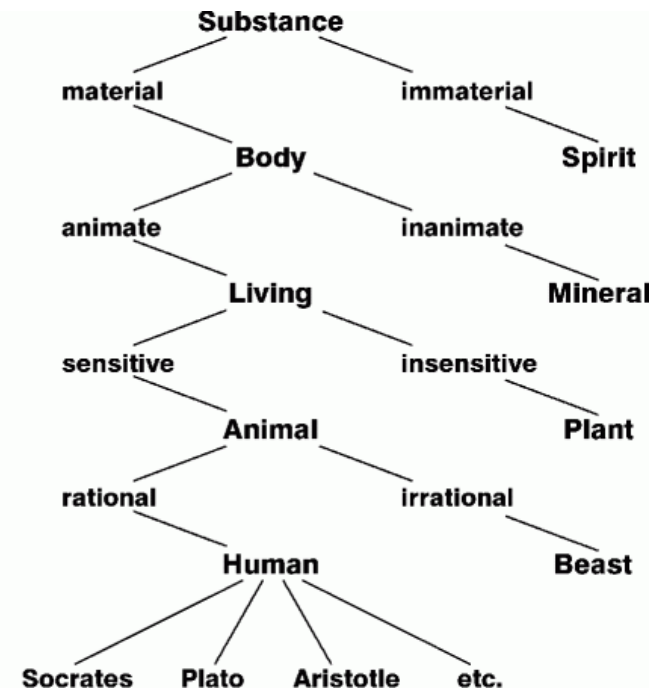 Substance
material immaterial
Body Spirit
animate inanimate
Living Mineral
sensitive insensitive
Animal Plant
rational irrational
Human Beast
Socrates Plato Aristotle etc.